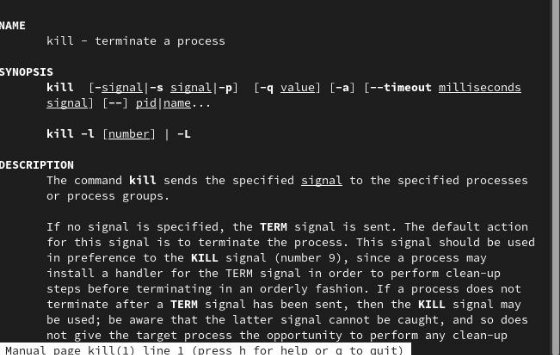 NAME
kill - terminate a process
SYNOPSIS
kill [-signal|-s signal|-p] [-q value] [-a] [--timeout milliseconds
signal] [--] pid|name...
kill -l [number] | -L
DESCRIPTION
The command kill sends the specified signal to the specified processes
or process groups.
If no signal is specified, the TERM signal is sent. The default action
for this signal is to terminate the process. This signal should be used
in preference to the KILL signal (number 9), since a process may
install a handler for the TERM signal in order to perform clean-up
steps before terminating in an orderly fashion. If a process does not
terminate after a TERM signal has been sent, then the KILL signal may
be used; be aware that the latter signal cannot be caught, and so does
not give the target process the opportunity to perform any clean-up
Manual page kill(1) line 1 (press h for help or q to quit)